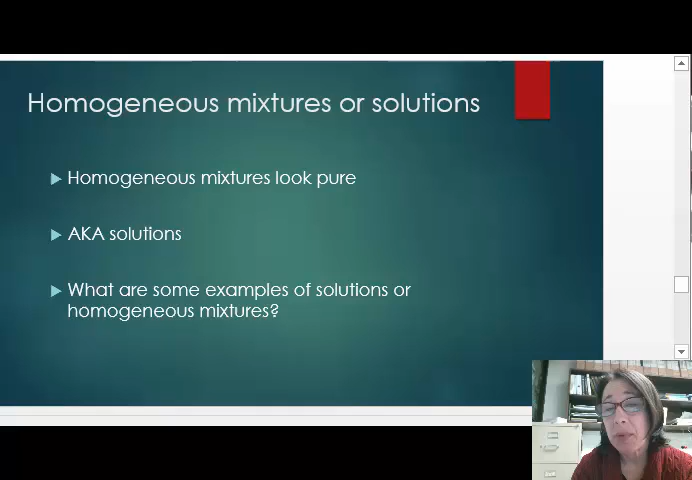 Homogeneous mixtures or solutions
Homogeneous mixtures look pure
AKA solutions
What are some examples of solutions or
homogeneous mixtures?